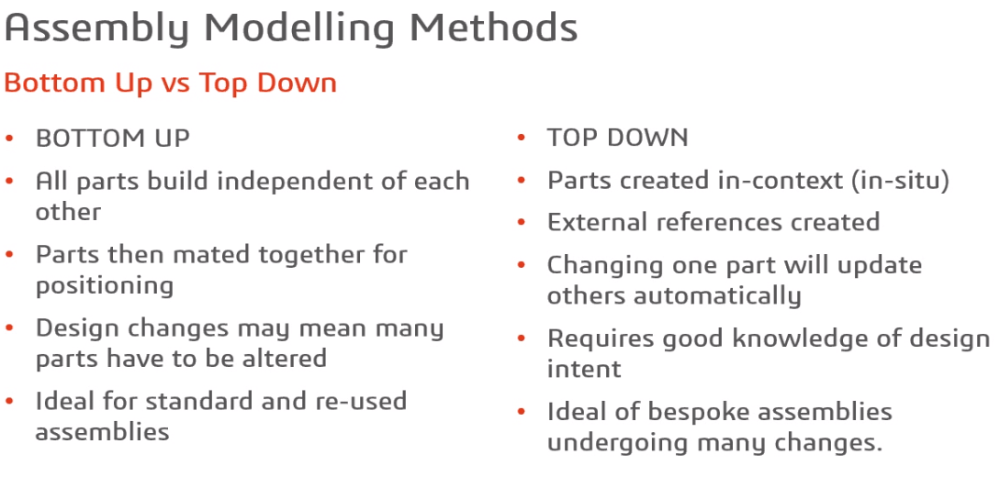 Assembly Modelling Methods
Bottom Up vs Top Down
• BOTTOM UP
• All parts build independent of each
other
• Parts then mated together for
positioning
• Design changes may mean many
parts have to be altered
• Ideal for standard and re-used
assemblies
• TOP DOWN
• Parts created in-context (in-situ)
• External references created
• Changing one part will update
others automatically
• Requires good knowledge of design
intent
• Ideal of bespoke assemblies
undergoing many changes.